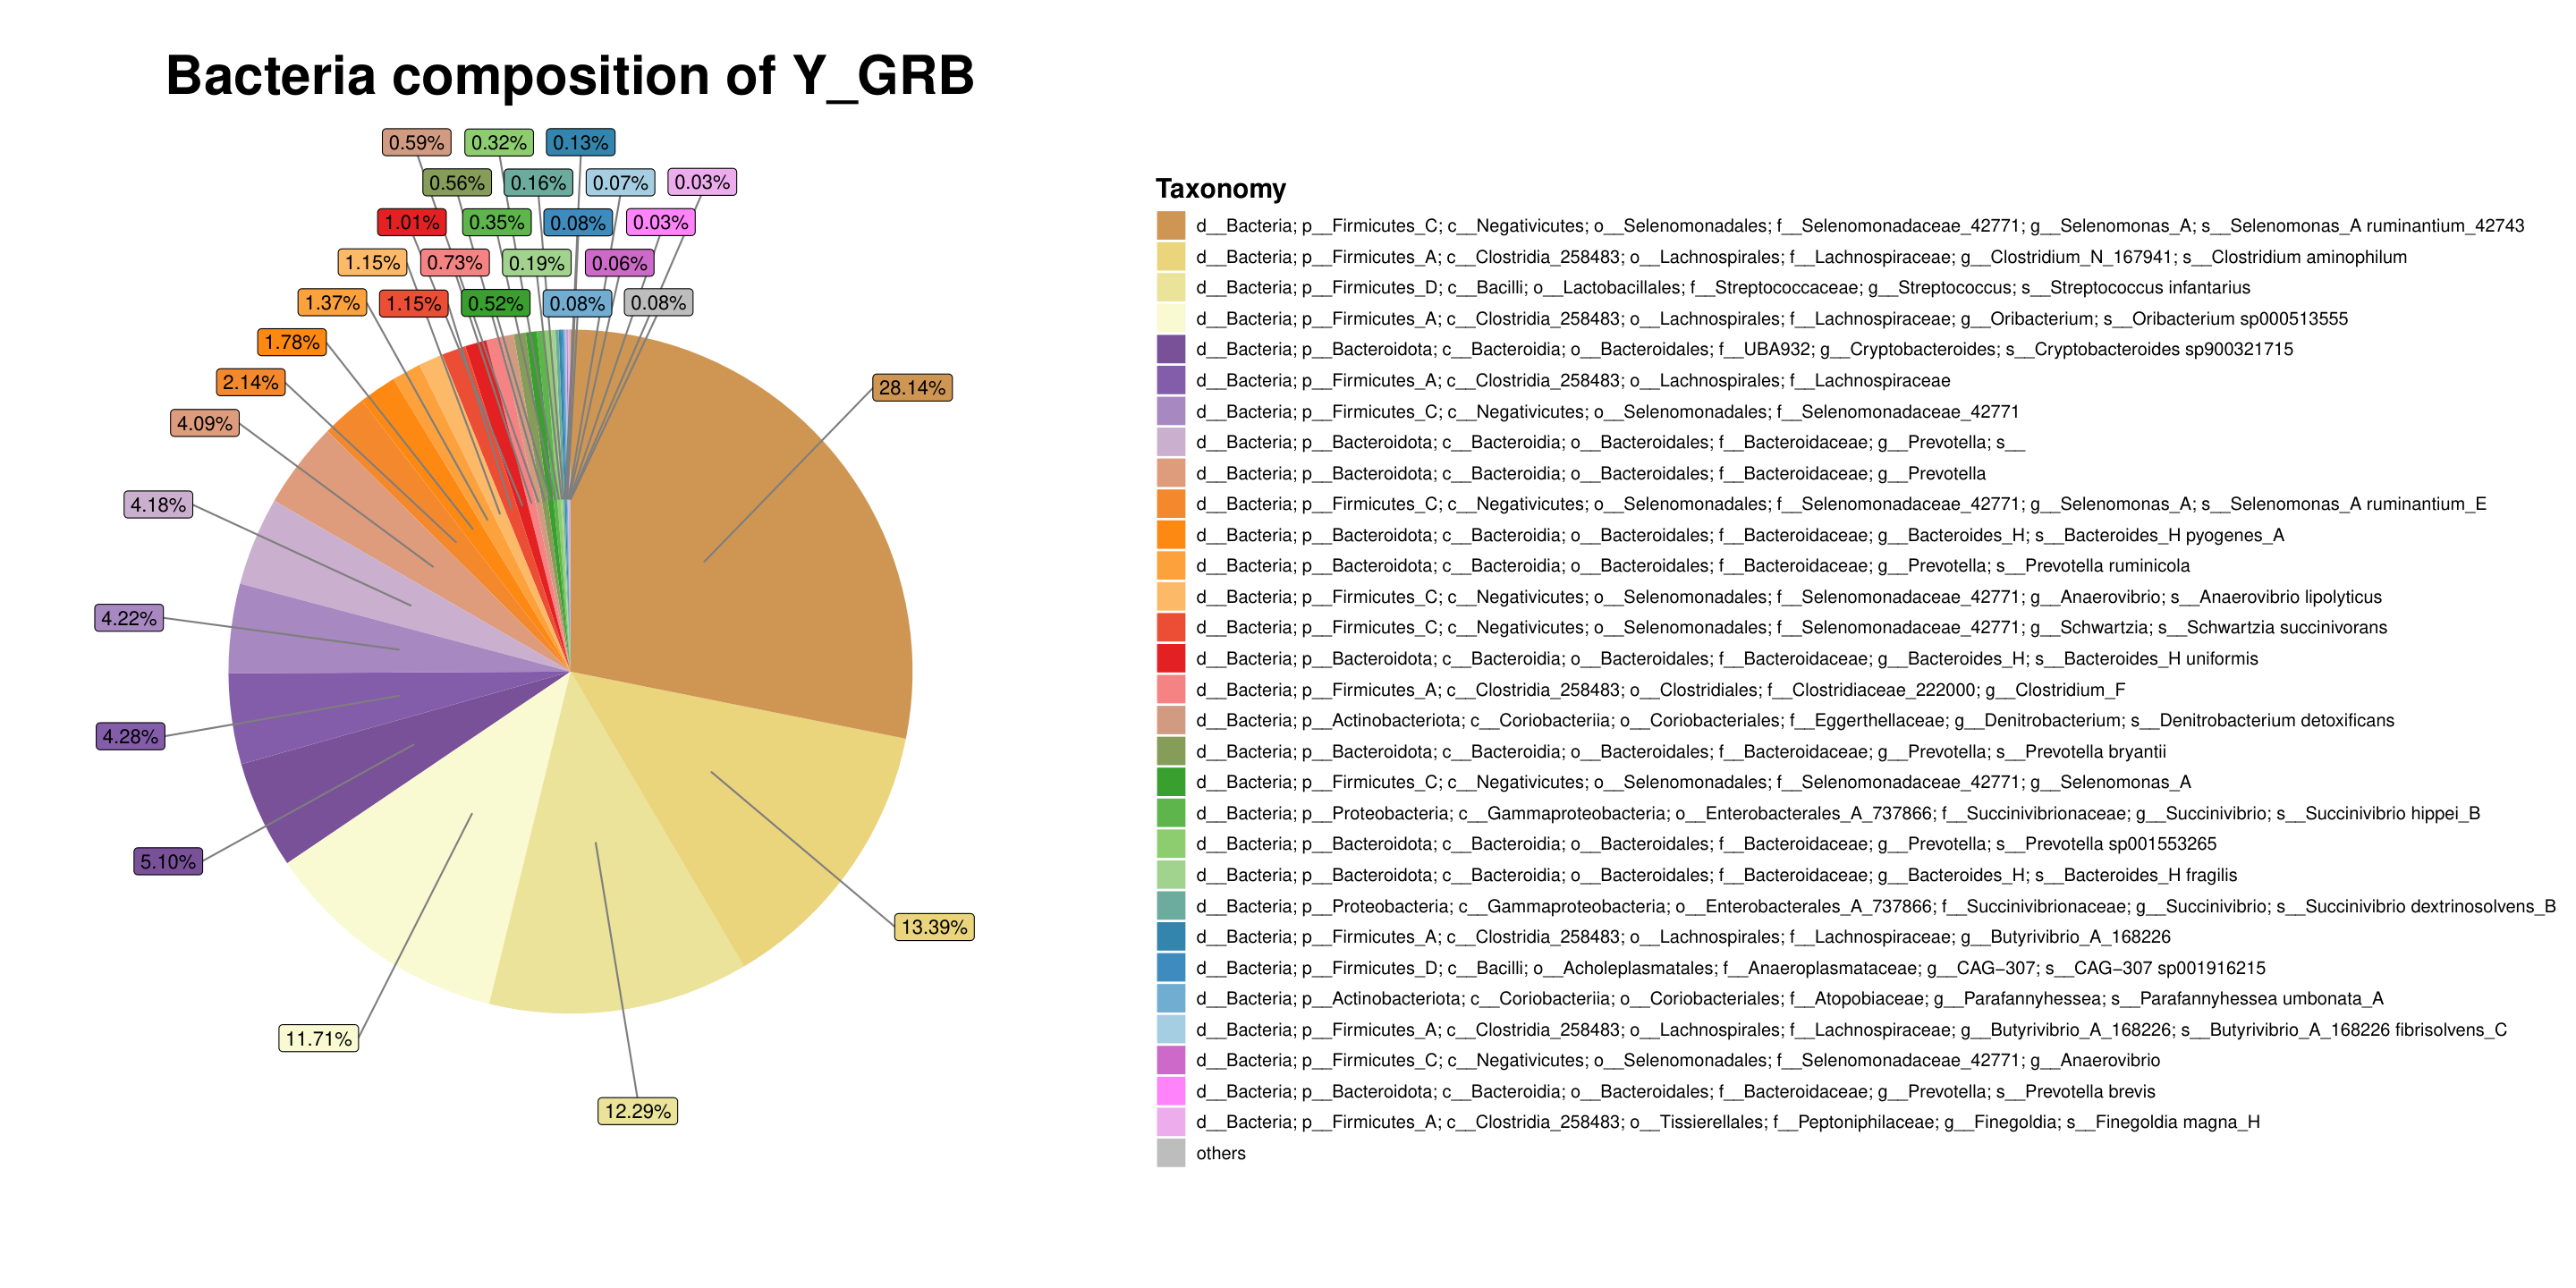 Bacteria composition of Y_GRB
0.59%
0.32%
0.13%
0.56%
0.16%
0.07%
0.03%
1.01%
0.35%
0.08%
0.03%
1.15%
0.73%
0.19%
0.06%
1.37%
1.15%
0.52%
0.08%
0.08%
1.78%
2.14%
28.14%
4.09%
4.18%
4.22%
4.28%
5.10%
13.39%
11.71%
12.29%
Taxonomy
d__Bacteria; p__Firmicutes_C; c__Negativicutes; o__Selenomonadales; f__Selenomonadaceae_42771; g__Selenomonas_A; s__Selenomonas_A ruminantium_42743
d__Bacteria; p__Firmicutes_A; c__Clostridia_258483; o__Lachnospirales; f__Lachnospiraceae; g__Clostridium_N_167941; s__Clostridium aminophilum
d__Bacteria; p__Firmicutes_D; c__Bacilli; o__Lactobacillales; f__Streptococcaceae; g__Streptococcus; s__Streptococcus infantarius
d__Bacteria; p__Firmicutes_A; c__Clostridia_258483; o__Lachnospirales; f__Lachnospiraceae; g__Oribacterium; s__Oribacterium sp000513555
d__Bacteria; p__Bacteroidota; c__Bacteroidia; o__Bacteroidales; f__UBA932; g__Cryptobacteroides; s__Cryptobacteroides sp900321715
d__Bacteria; p__Firmicutes_A; c__Clostridia_258483; o__Lachnospirales; f__Lachnospiraceae
d__Bacteria; p__Firmicutes_C; c__Negativicutes; o__Selenomonadales; f__Selenomonadaceae_42771
d__Bacteria; p__Bacteroidota; c__Bacteroidia; o__Bacteroidales; f__Bacteroidaceae; g__Prevotella; s__
d__Bacteria; p__Bacteroidota; c__Bacteroidia; o__Bacteroidales; f__Bacteroidaceae; g__Prevotella
d__Bacteria; p__Firmicutes_C; c__Negativicutes; o__Selenomonadales; f__Selenomonadaceae_42771; g__Selenomonas_A; s__Selenomonas_A ruminantium_E
d__Bacteria; p__Bacteroidota; c__Bacteroidia; o__Bacteroidales; f__Bacteroidaceae; g__Bacteroides_H; s__Bacteroides_H pyogenes_A
d__Bacteria; p__Bacteroidota; c__Bacteroidia; o__Bacteroidales; f__Bacteroidaceae; g__Prevotella; s__Prevotella ruminicola
d__Bacteria; p__Firmicutes_C; c__Negativicutes; o__Selenomonadales; f__Selenomonadaceae_42771; g__Anaerovibrio; s__Anaerovibrio lipolyticus
d__Bacteria; p__Firmicutes_C; c__Negativicutes; o__Selenomonadales; f__Selenomonadaceae_42771; g__Schwartzia; s__Schwartzia succinivorans
d__Bacteria; p__Bacteroidota; c__Bacteroidia; o__Bacteroidales; f__Bacteroidaceae; g__Bacteroides_H; s__Bacteroides_H uniformis
d__Bacteria; p__Firmicutes_A; c__Clostridia_258483; o__Clostridiales; f__Clostridiaceae_222000; g__Clostridium_F
d__Bacteria; p__Actinobacteriota; c__Coriobacteriia; o__Coriobacteriales; f__Eggerthellaceae; g__Denitrobacterium; s__Denitrobacterium detoxificans
d__Bacteria; p__Bacteroidota; c__Bacteroidia; o__Bacteroidales; f__Bacteroidaceae; g__Prevotella; s__Prevotella bryantii
d__Bacteria; p__Firmicutes_C; c__Negativicutes; o__Selenomonadales; f__Selenomonadaceae_42771; g__Selenomonas_A
d__Bacteria; p__Proteobacteria; c__Gammaproteobacteria; o__Enterobacterales_A_737866; f__Succinivibrionaceae; g__Succinivibrio; s__Succinivibrio hippei_B
d__Bacteria; p__Bacteroidota; c__Bacteroidia; o__Bacteroidales; f__Bacteroidaceae; g__Prevotella; s__Prevotella sp001553265
d__Bacteria; p__Bacteroidota; c__Bacteroidia; o__Bacteroidales; f__Bacteroidaceae; g__Bacteroides_H; s__Bacteroides_H fragilis
d__Bacteria; p__Proteobacteria; c__Gammaproteobacteria; o__Enterobacterales_A_737866; f__Succinivibrionaceae; g__Succinivibrio; s__Succinivibrio dextrinosolvens_B
d__Bacteria; p__Firmicutes_A; c__Clostridia_258483; o__Lachnospirales; f__Lachnospiraceae; g__Butyrivibrio_A_168226
d__Bacteria; p__Firmicutes_D; c__Bacilli; o__Acholeplasmatales; f__Anaeroplasmataceae; g__CAG−307; s__CAG−307 sp001916215
d__Bacteria; p__Actinobacteriota; c__Coriobacteriia; o__Coriobacteriales; f__Atopobiaceae; g__Parafannyhessea; s__Parafannyhessea umbonata_A
d__Bacteria; p__Firmicutes_A; c__Clostridia_258483; o__Lachnospirales; f__Lachnospiraceae; g__Butyrivibrio_A_168226; s__Butyrivibrio_A_168226 fibrisolvens_C
d__Bacteria; p__Firmicutes_C; c__Negativicutes; o__Selenomonadales; f__Selenomonadaceae_42771; g__Anaerovibrio
d__Bacteria; p__Bacteroidota; c__Bacteroidia; o__Bacteroidales; f__Bacteroidaceae; g__Prevotella; s__Prevotella brevis
d__Bacteria; p__Firmicutes_A; c__Clostridia_258483; o__Tissierellales; f__Peptoniphilaceae; g__Finegoldia; s__Finegoldia magna_H
others